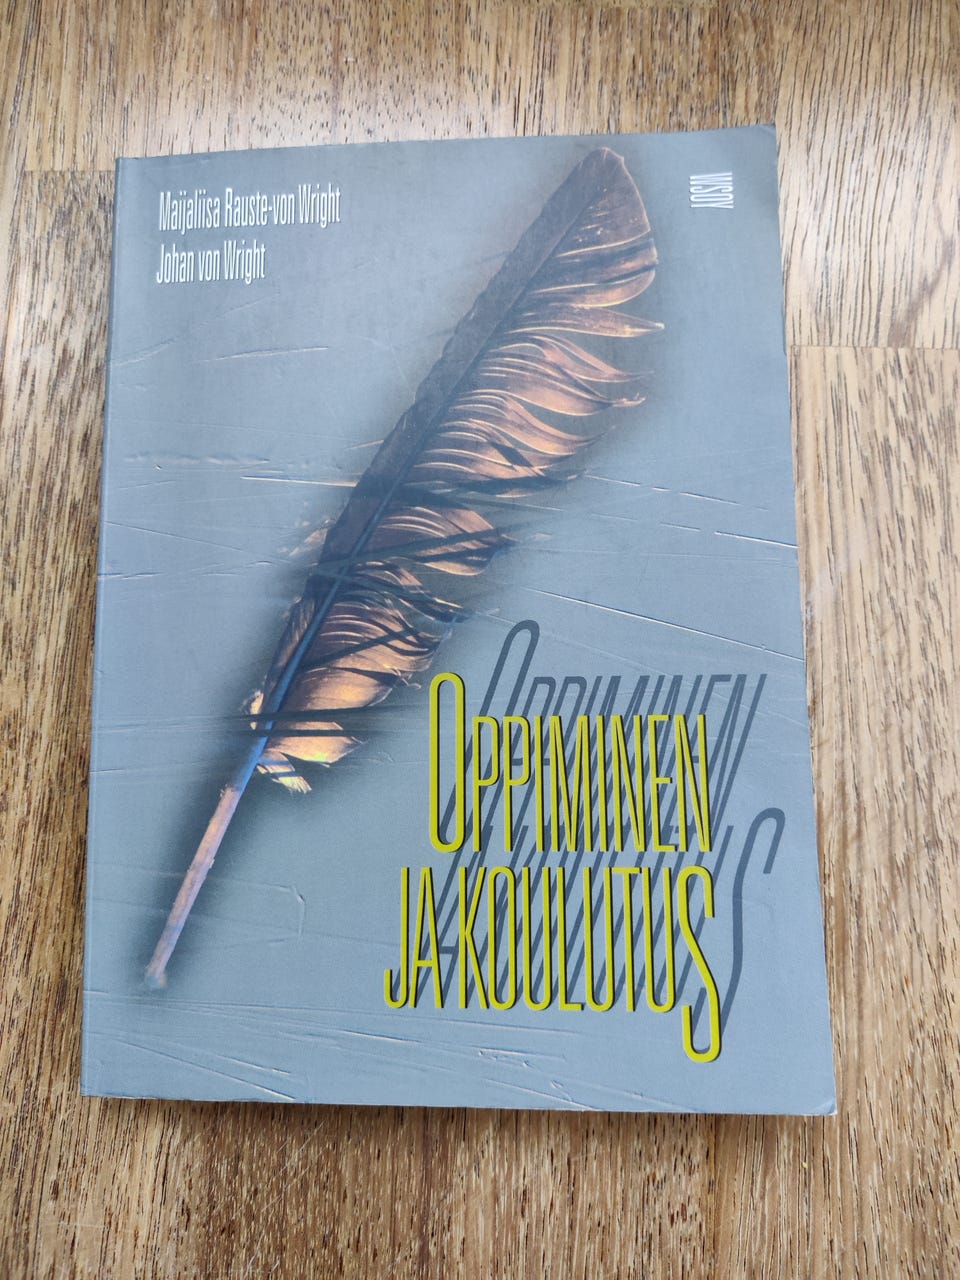 Maijaliisa Rauste-von Wright
Johan von Wright
WSOY
OPPIMINEN
JA KOULUTUS